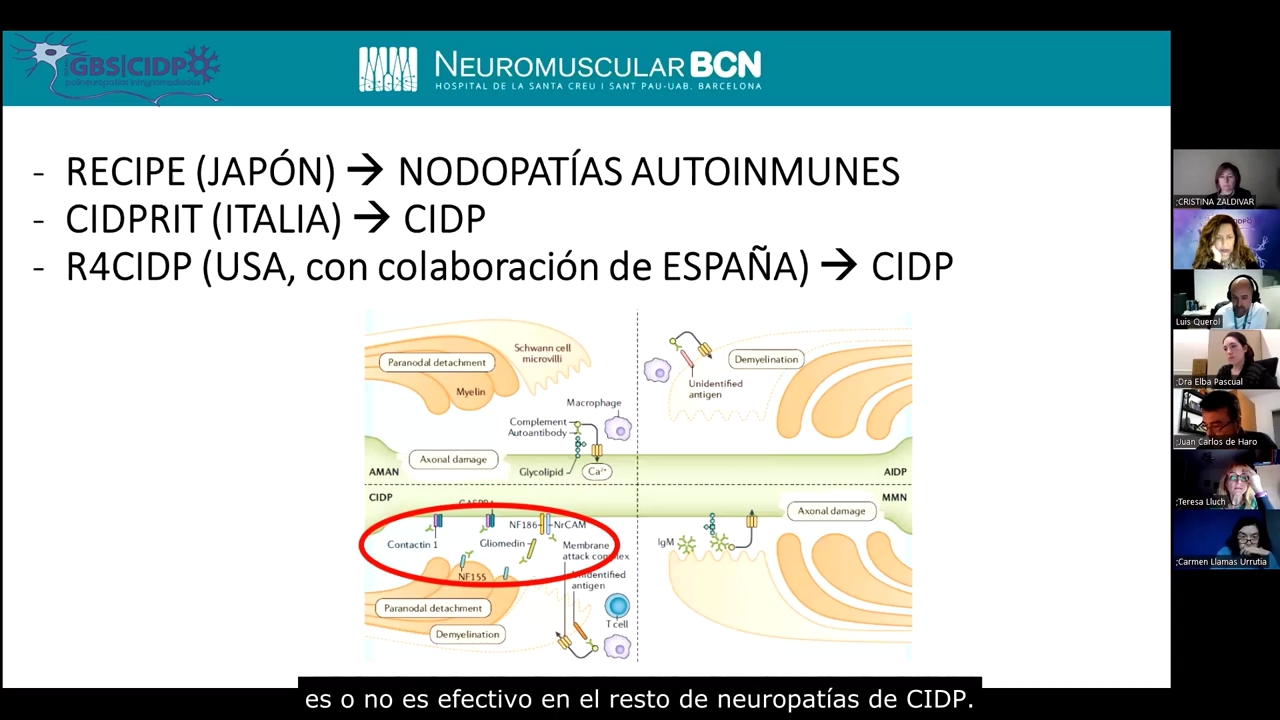 GBS|CIDP
polineuropatías inmunomediadas
NEUROMUSCULAR BCN
HOSPITAL DE LA SANTA CREU I SANT PAU-UAB. BARCELONA
- RECIPE (JAPÓN) → NODOPATÍAS AUTOINMUNES
- CIDPRIT (ITALIA) → CIDP
- R4CIDP (USA, con colaboración de ESPAÑA) → CIDP
Paranodal detachment
Schwann cell
microvilli
Myelin
Macrophage
Complement
Autoantibody
Axonal damage
Glycolipid
Ca²⁺
AMAN
Demyelination
Unidentified
antigen
AIDP
CIDP
NF186
NrCAM
Contactin 1
Gliomedin
Membrane
attack complex
NF155
Unidentified
antigen
Paranodal detachment
T cell
Demyelination
MMN
Axonal damage
IgM
CRISTINA ZALDIVAR
Luis Querol
;Dra Elba Pascual
;Juan Carlos de Haro
;Teresa Lluch
;Carmen Llamas Urrutia
es o no es efectivo en el resto de neuropatías de CIDP.